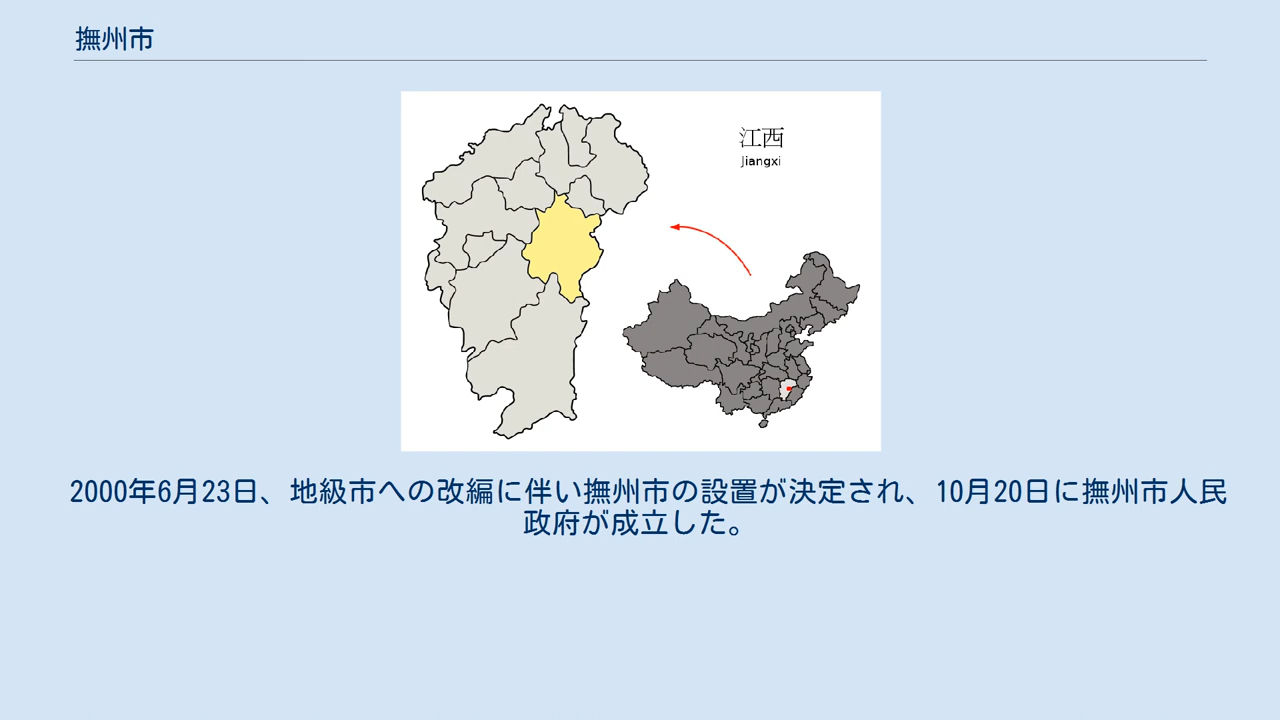 撫州市
江西
Jiangxi
2000年6月23日、地級市への改編に伴い撫州市の設置が決定され、10月20日に撫州市人民
政府が成立した。